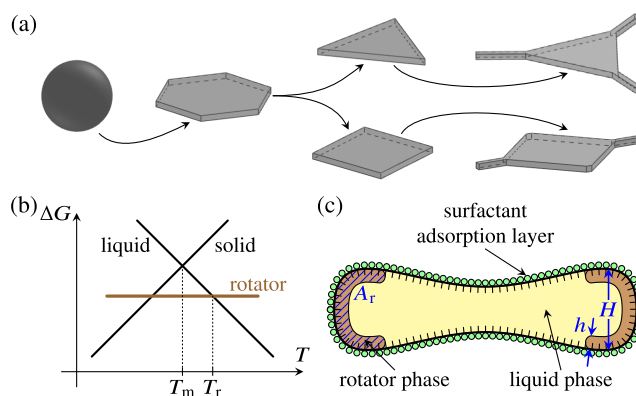 (a)
(b)
ΔG
liquid
solid
rotator
T
Tm
Tr
(c)
surfactant
adsorption layer
Ar
H
h
rotator phase
liquid phase